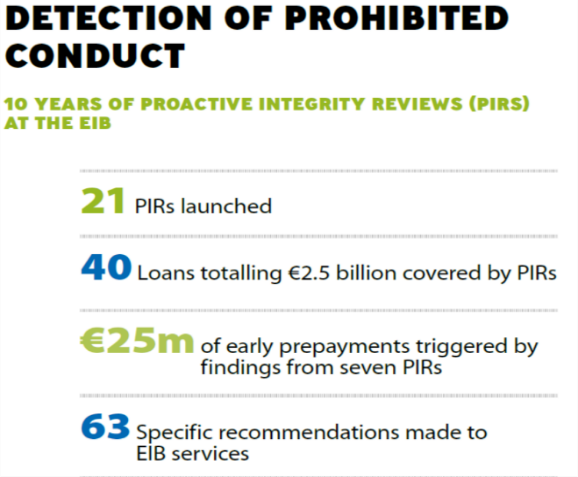 DETECTION OF PROHIBITED
CONDUCT
10 YEARS OF PROACTIVE INTEGRITY REVIEWS (PIRS)
AT THE EIB
21 PIRs launched
40 Loans totalling €2.5 billion covered by PIRs
€25m of early prepayments triggered by
findings from seven PIRs
63 Specific recommendations made to
EIB services